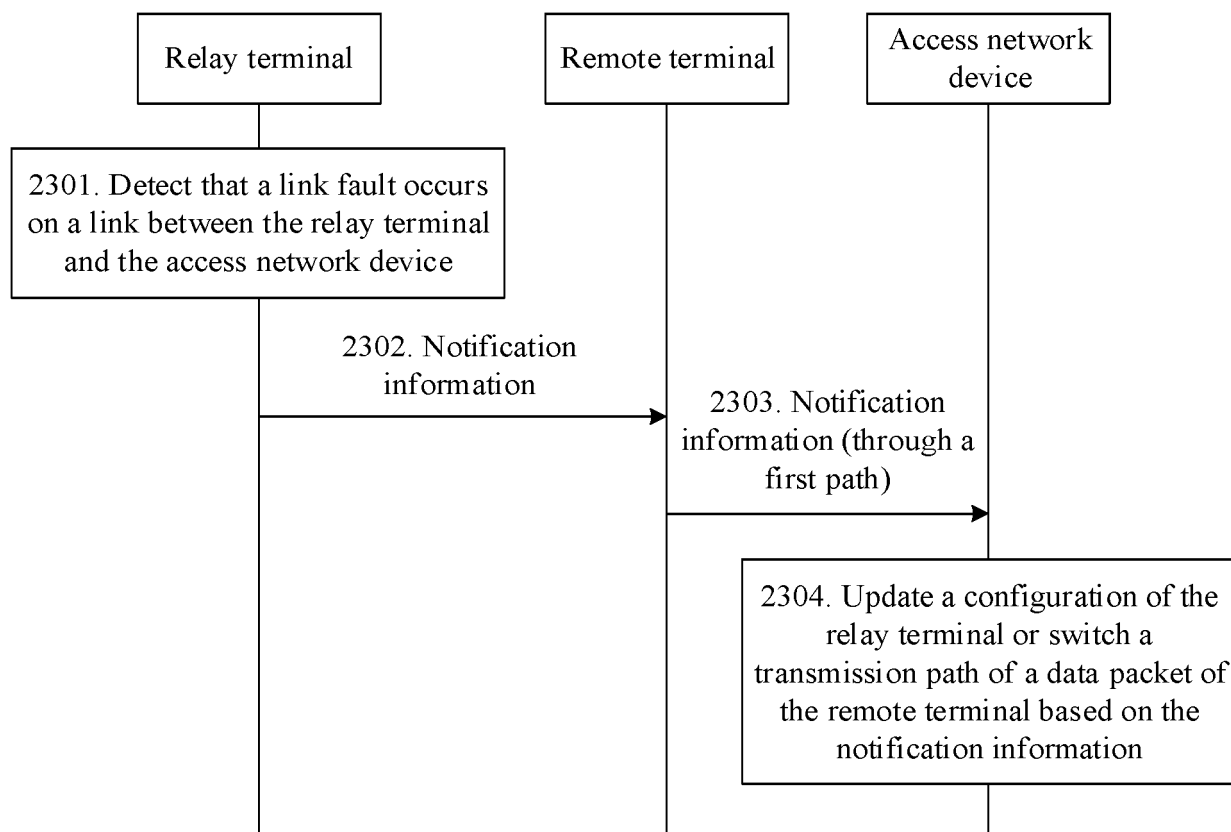 Relay terminal
Remote terminal
Access network
device
2301. Detect that a link fault occurs
on a link between the relay terminal
and the access network device
2302. Notification
information
2303. Notification
information (through a
first path)
2304. Update a configuration of the
relay terminal or switch a
transmission path of a data packet of
the remote terminal based on the
notification information